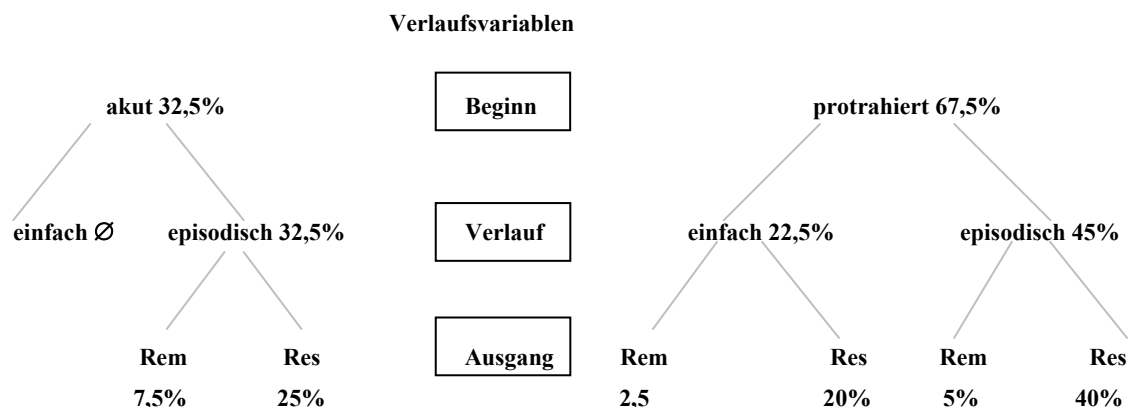 Verlaufsvariablen
akut 32,5% Beginn protrahiert 67,5%
einfach ∅ episodisch 32,5% Verlauf einfach 22,5% episodisch 45%
Rem Res Ausgang Rem Res Rem Res
7,5% 25% 2,5 20% 5% 40%